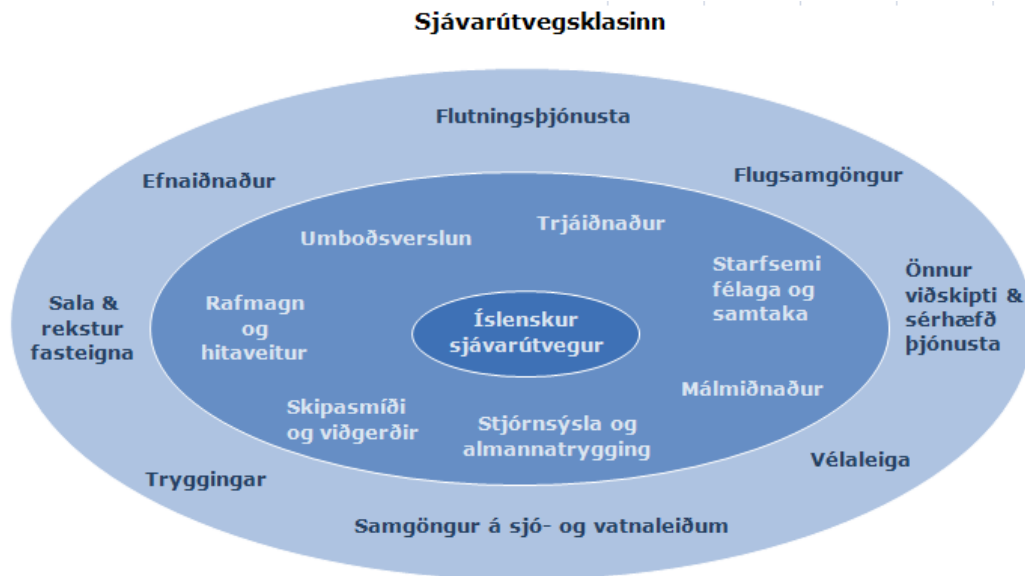 Sjávarútvegsklasinn
Flutningsþjónusta
Efnaiðnaður
Flugsamgöngur
Umboðsverslun
Trjáiðnaður
Starfsemi
félaga og
samtaka
Önnur
viðskipti &
sérhæfð
þjónusta
Sala &
rekstur
fasteigna
Rafmagn
og
hitaveitur
Íslenskur
sjávarútvegur
Málmiðnaður
Skipasmíði
og viðgerðir
Stjórnsýsla og
almannatrygging
Vélaleiga
Tryggingar
Samgöngur á sjó- og vatnaleiðum